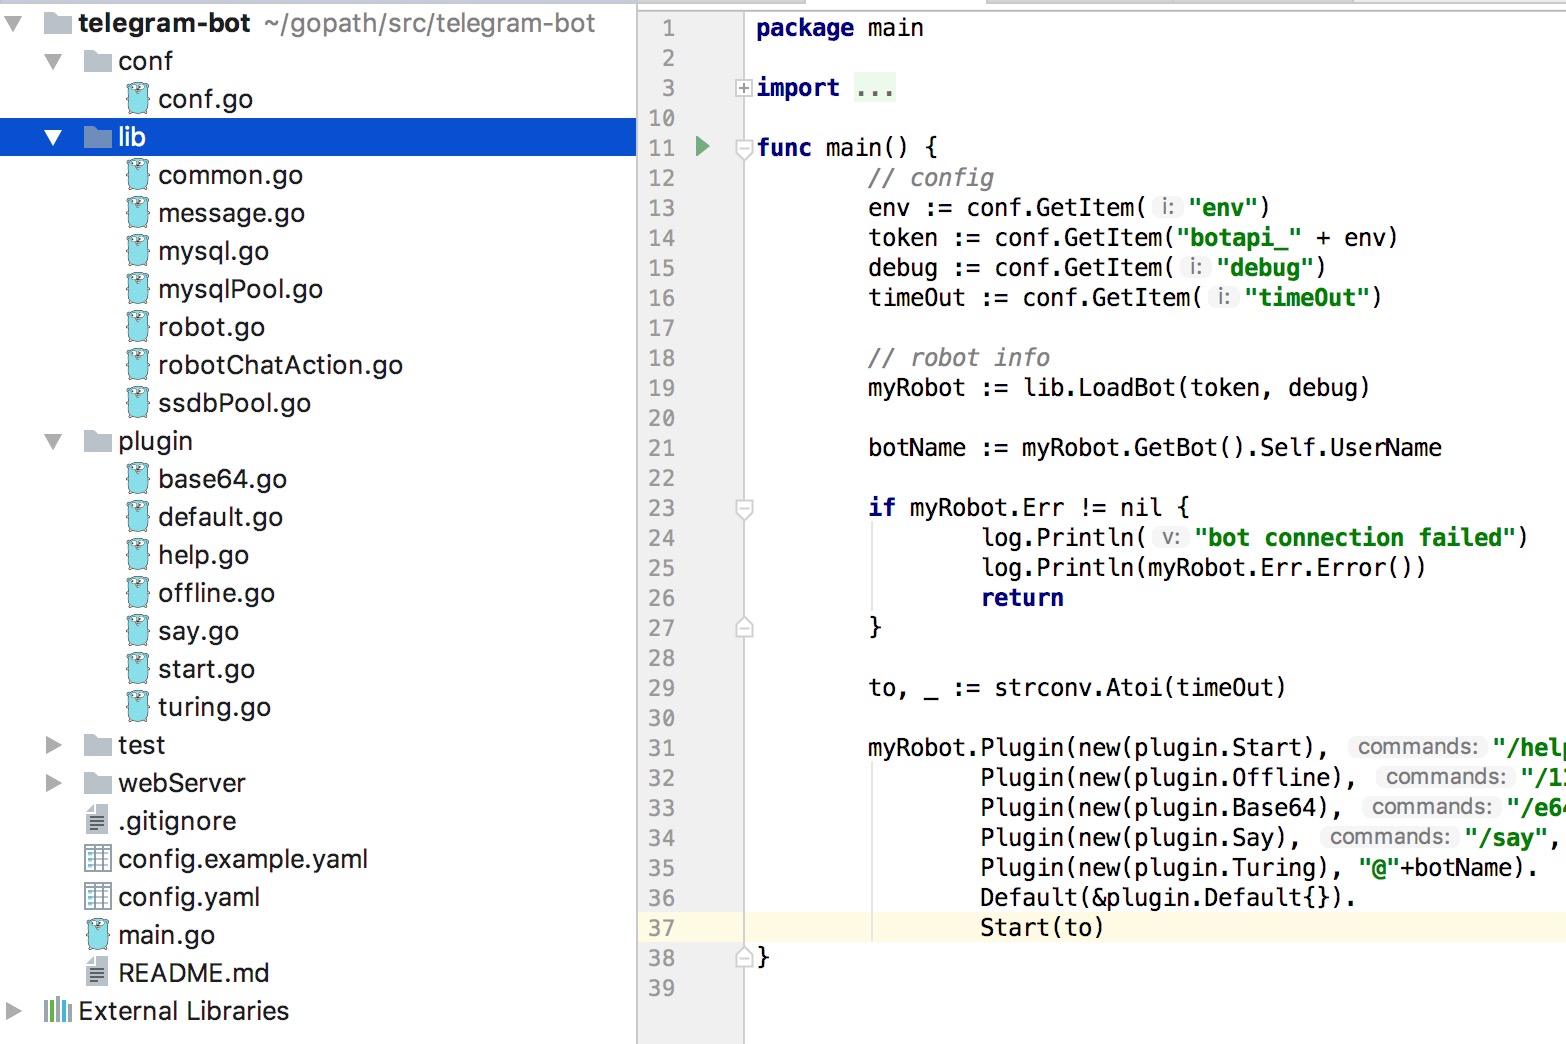 telegram-bot ~/gopath/src/telegram-bot
conf
conf.go
lib
common.go
message.go
mysql.go
mysqlPool.go
robot.go
robotChatAction.go
ssdbPool.go
plugin
base64.go
default.go
help.go
offline.go
say.go
start.go
turing.go
test
webServer
.gitignore
config.example.yaml
config.yaml
main.go
README.md
External Libraries
1 package main
2
3 import ...
10
11 func main() {
12 // config
13 env := conf.GetItem( i: "env")
14 token := conf.GetItem("botapi_" + env)
15 debug := conf.GetItem( i: "debug")
16 timeOut := conf.GetItem( i: "timeOut")
17
18 // robot info
19 myRobot := lib.LoadBot(token, debug)
20
21 botName := myRobot.GetBot().Self.UserName
22
23 if myRobot.Err != nil {
24 log.Println( v: "bot connection failed")
25 log.Println(myRobot.Err.Error())
26 return
27 }
28
29 to, _ := strconv.Atoi(timeOut)
30
31 myRobot.Plugin(new(plugin.Start), commands: "/help
32 Plugin(new(plugin.Offline), commands:
33 Plugin(new(plugin.Base64), commands: "/e64
34 Plugin(new(plugin.Say), commands: "/say",
35 Plugin(new(plugin.Turing), "@"+botName).
36 Default(&plugin.Default{}).
37 Start(to)
38 }
39